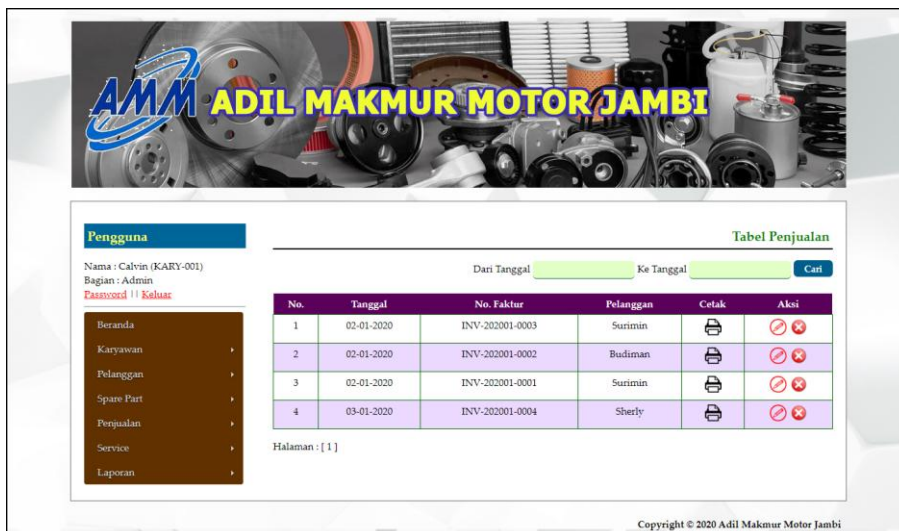 AMM ADIL MAKMUR MOTOR JAMBI
Pengguna
Nama : Calvin (KARY-001)
Bagian : Admin
Password || Keluar
Beranda
Karyawan
Pelanggan
Spare Part
Penjualan
Service
Laporan
Tabel Penjualan
Dari Tanggal Ke Tanggal Cari
No. Tanggal No. Faktur Pelanggan Cetak Aksi
1 02-01-2020 INV-202001-0003 Surimin
2 02-01-2020 INV-202001-0002 Budiman
3 02-01-2020 INV-202001-0001 Surimin
4 03-01-2020 INV-202001-0004 Sherly
Halaman : [ 1 ]
Copyright © 2020 Adil Makmur Motor Jambi